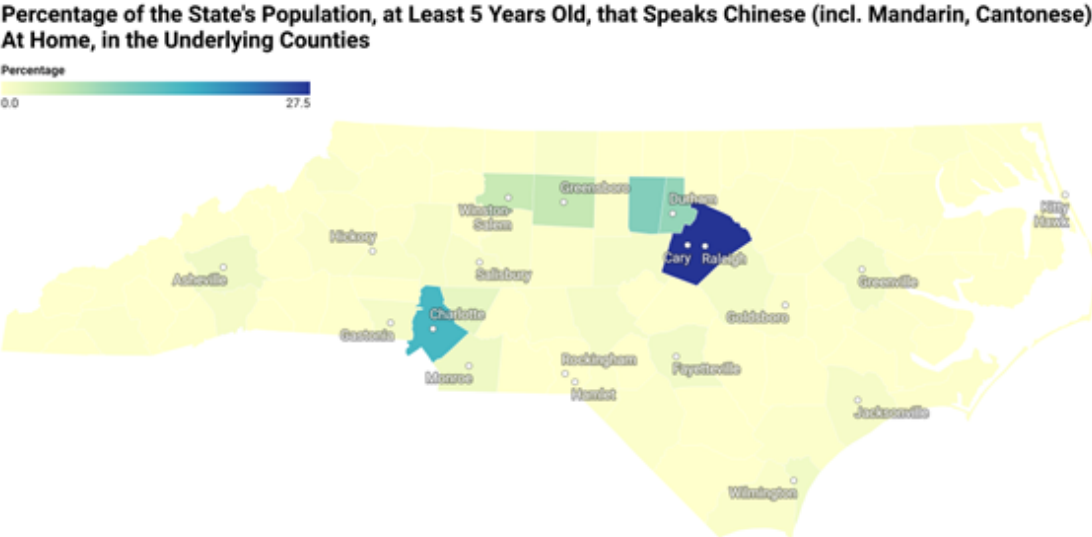 Percentage of the State's Population, at Least 5 Years Old, that Speaks Chinese (incl. Mandarin, Cantonese)
At Home, in the Underlying Counties
Percentage
0.0
27.5
Greensboro
Durham
Winston-
Salem
Kitty
Hawk
Hickory
Cary
Raleigh
Asheville
Salisbury
Greenville
Charlotte
Goldsboro
Gastonia
Rockingham
Fayetteville
Monroe
Hamlet
Jacksonville
Wilmington